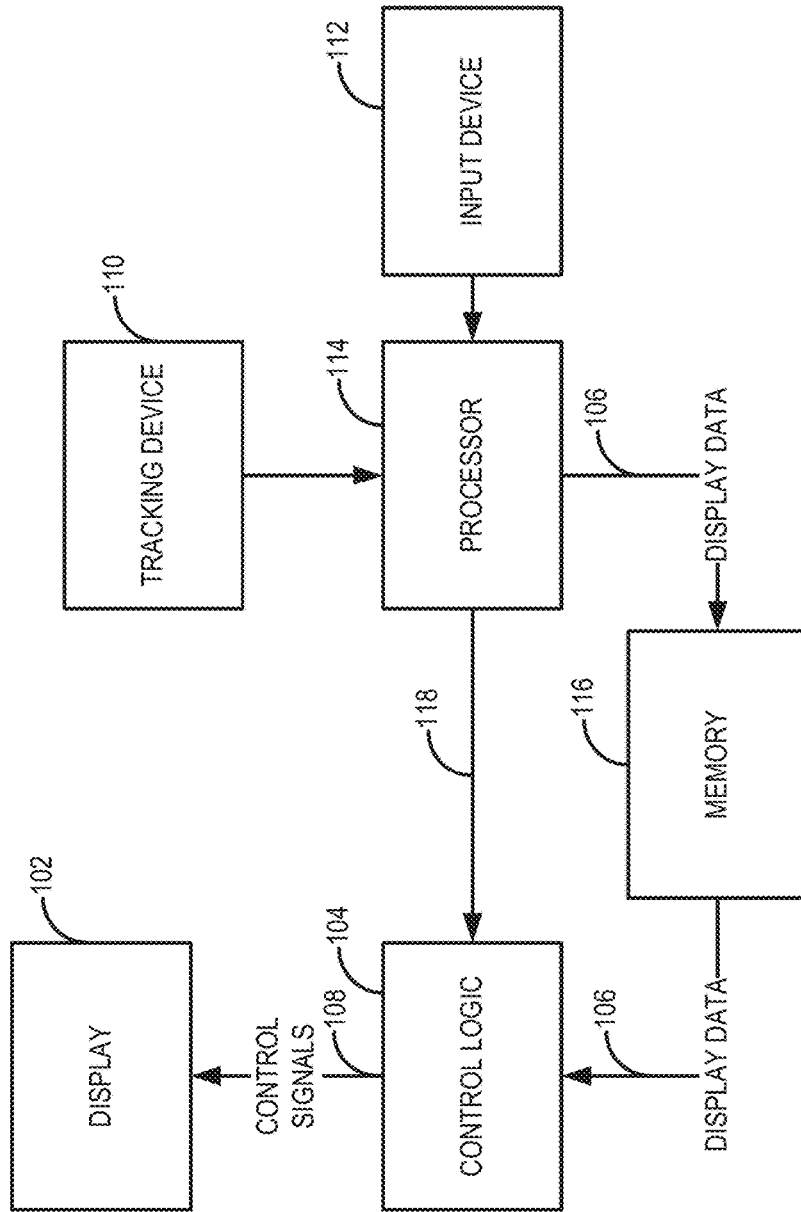 102
DISPLAY
CONTROL
SIGNALS
108
104
CONTROL LOGIC
106
DISPLAY DATA
118
110
TRACKING DEVICE
114
PROCESSOR
106
DISPLAY DATA
116
MEMORY
112
INPUT DEVICE